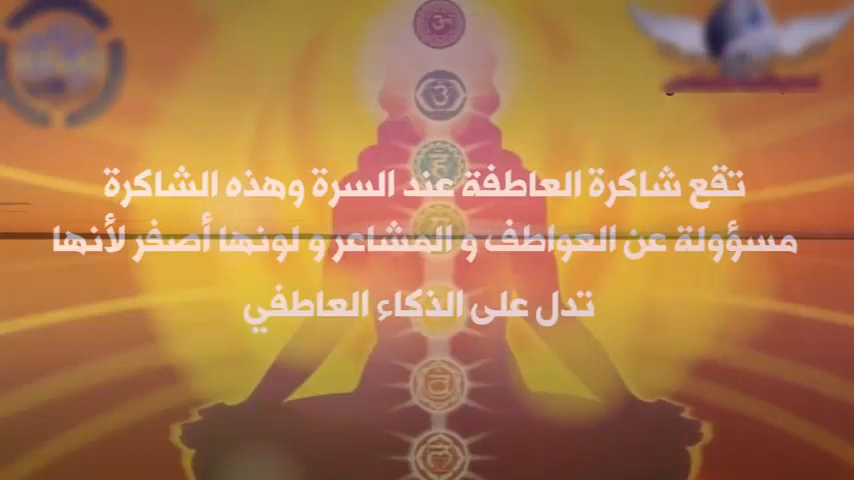 تقع شاكرة العاطفة عند السرة وهذه الشاكرة
مسؤولة عن العواطف و المشاعر و لونها أصفر لأنها
تدل على الذكاء العاطفي